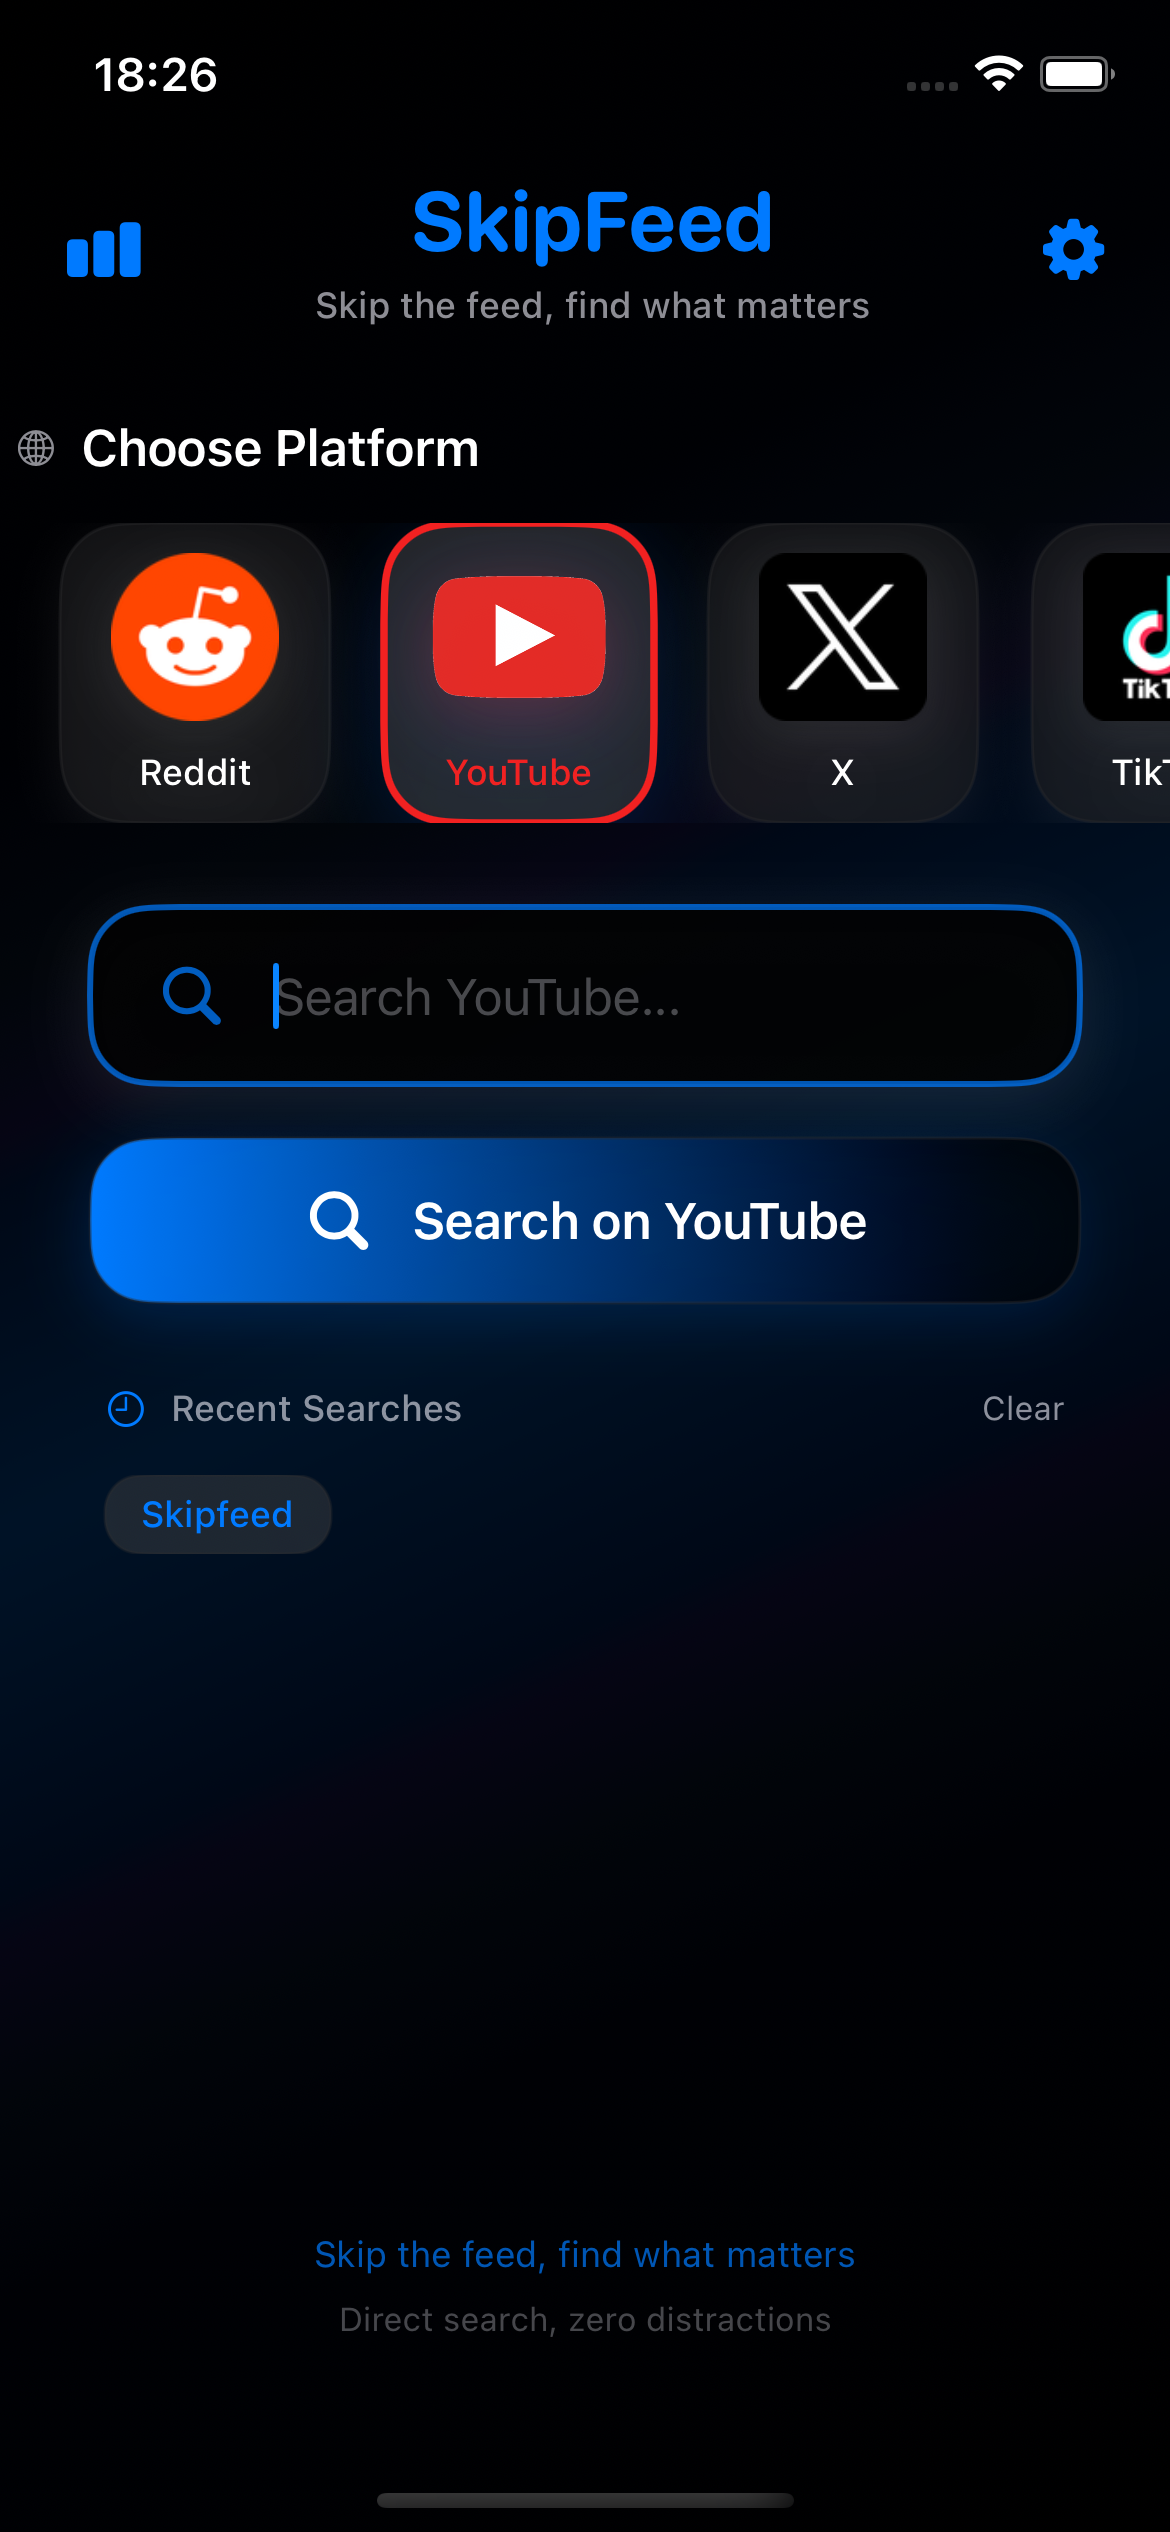 18:26
SkipFeed
Skip the feed, find what matters
Choose Platform
Reddit
YouTube
X
TikT
Search YouTube...
Search on YouTube
Recent Searches
Clear
Skipfeed
Skip the feed, find what matters
Direct search, zero distractions